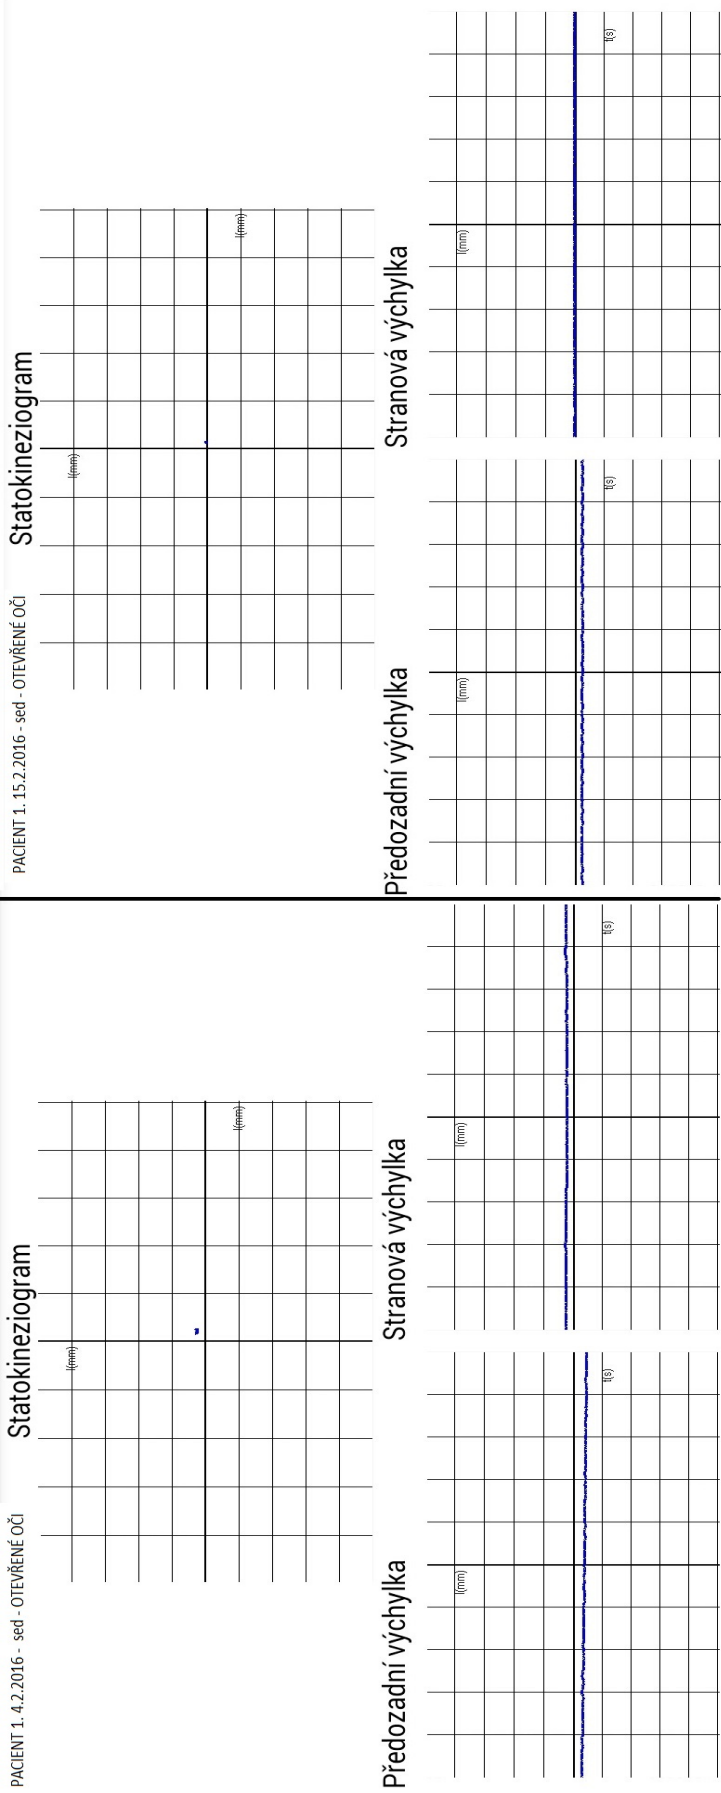 PACIENT 1. 4.2.2016 - sed - OTEVŘENÉ OČI
Statokineziogram
l(mm)
l(mm)
Předozadní výchylka
l(mm)
t(s)
Stranová výchylka
l(mm)
t(s)
PACIENT 1. 15.2.2016 - sed - OTEVŘENÉ OČI
Statokineziogram
l(mm)
l(mm)
Předozadní výchylka
l(mm)
t(s)
Stranová výchylka
l(mm)
t(s)